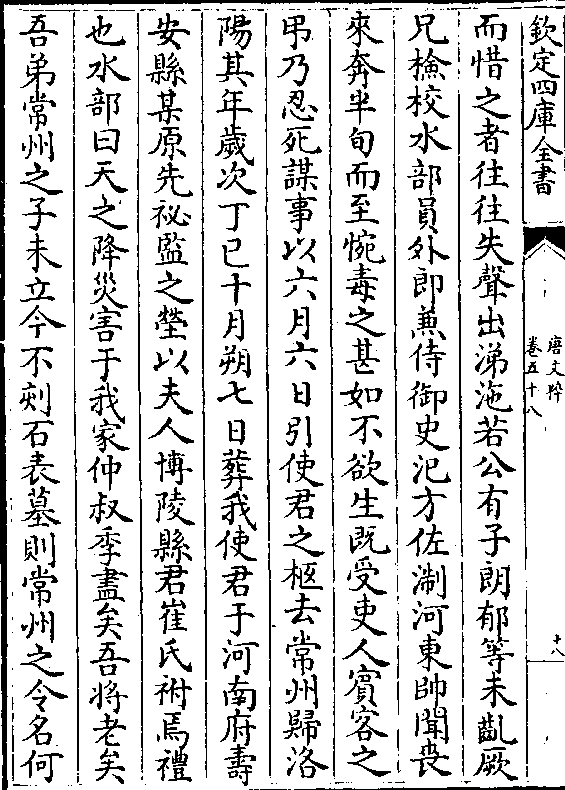 欽定四庫全書
唐文粹
卷五十八
十八
而惜之者往往失聲出涕沲若公有子朗郁等未齓厥
兄檢校水部員外郎兼侍御史汜方佐淛河東帥聞喪
來奔半旬而至惋毒之甚如不欲生既受吏人賓客之
弔乃忍死謀事以六月六日引使君之柩去常州歸洛
陽其年歲次丁巳十月朔七日葬我使君于河南府壽
安縣某原先祕監之塋以夫人博陵縣君崔氏祔焉禮
也水部曰天之降災害于我家仲叔季盡矣吾將老矣
吾弟常州之子未立今不刻石表墓則常州之令名何